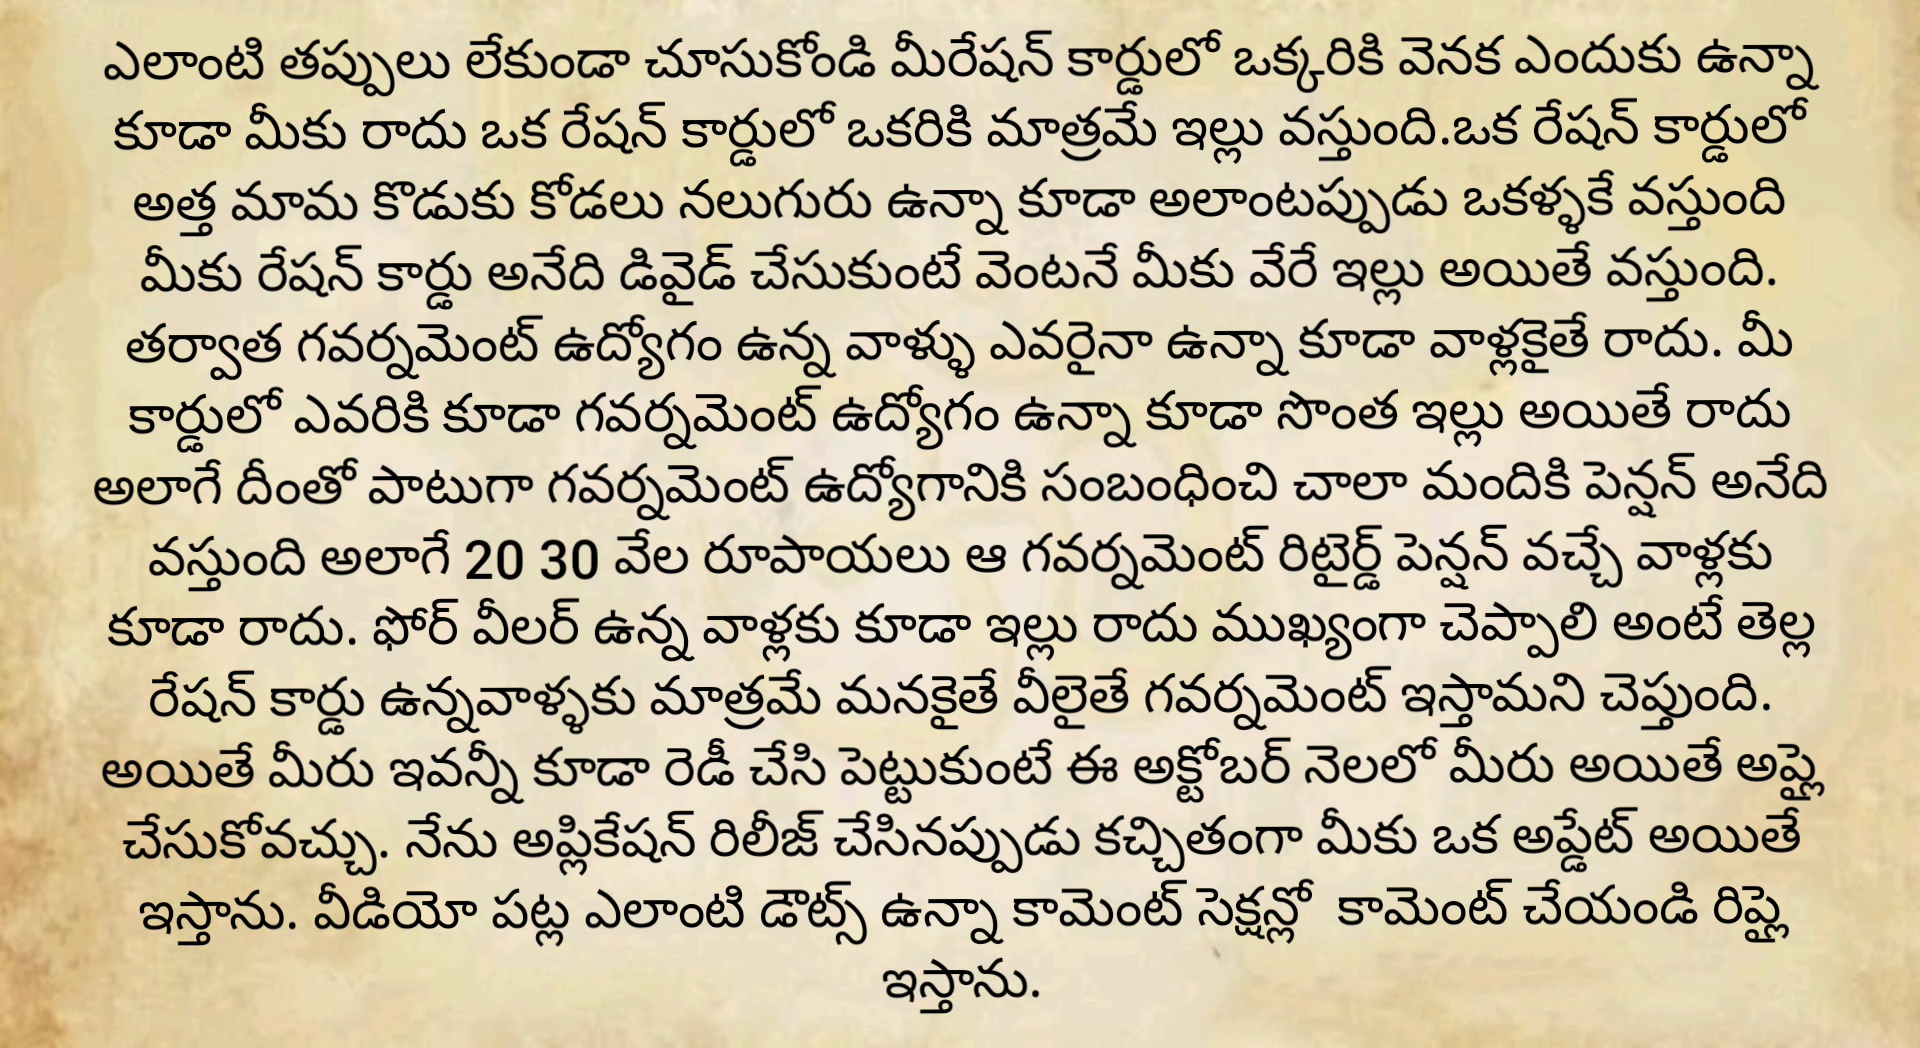 ఎలాంటి తప్పులు లేకుండా చూసుకోండి మీరేషన్ కార్డులో ఒక్కరికి వెనక ఎందుకు ఉన్నా
కూడా మీకు రాదు ఒక రేషన్ కార్డులో ఒకరికి మాత్రమే ఇల్లు వస్తుంది.ఒక రేషన్ కార్డులో
అత్త మామ కొడుకు కోడలు నలుగురు ఉన్నా కూడా అలాంటప్పుడు ఒకళ్ళకే వస్తుంది
మీకు రేషన్ కార్డు అనేది డివైడ్ చేసుకుంటే వెంటనే మీకు వేరే ఇల్లు అయితే వస్తుంది.
తర్వాత గవర్నమెంట్ ఉద్యోగం ఉన్న వాళ్ళు ఎవరైనా ఉన్నా కూడా వాళ్లకైతే రాదు. మీ
కార్డులో ఎవరికి కూడా గవర్నమెంట్ ఉద్యోగం ఉన్నా కూడా సొంత ఇల్లు అయితే రాదు
అలాగే దీంతో పాటుగా గవర్నమెంట్ ఉద్యోగానికి సంబంధించి చాలా మందికి పెన్షన్ అనేది
వస్తుంది అలాగే 20 30 వేల రూపాయలు ఆ గవర్నమెంట్ రిటైర్డ్ పెన్షన్ వచ్చే వాళ్లకు
కూడా రాదు. ఫోర్ వీలర్ ఉన్న వాళ్లకు కూడా ఇల్లు రాదు ముఖ్యంగా చెప్పాలి అంటే తెల్ల
రేషన్ కార్డు ఉన్నవాళ్ళకు మాత్రమే మనకైతే వీలైతే గవర్నమెంట్ ఇస్తామని చెప్తుంది.
అయితే మీరు ఇవన్నీ కూడా రెడీ చేసి పెట్టుకుంటే ఈ అక్టోబర్ నెలలో మీరు అయితే అప్లై
చేసుకోవచ్చు. నేను అప్లికేషన్ రిలీజ్ చేసినప్పుడు కచ్చితంగా మీకు ఒక అప్డేట్ అయితే
ఇస్తాను. వీడియో పట్ల ఎలాంటి డౌట్స్ ఉన్నా కామెంట్ సెక్షన్లో  కామెంట్ చేయండి రిప్లై
ఇస్తాను.